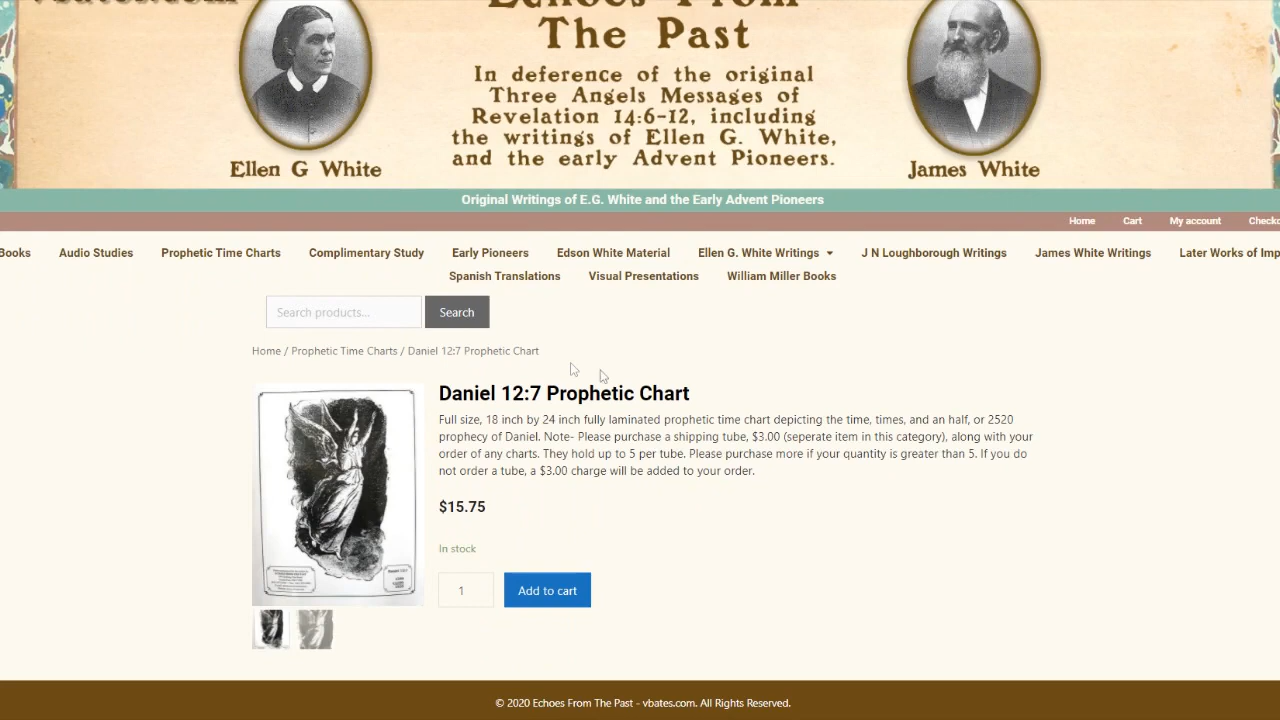 The Past
In deference of the original
Three Angels Messages of
Revelation 14:6-12, including
the writings of Ellen G. White,
and the early Advent Pioneers.
Ellen G White
James White
Original Writings of E.G. White and the Early Advent Pioneers
Home Cart My account
Books Audio Studies Prophetic Time Charts Complimentary Study Early Pioneers Edson White Material Ellen G. White Writings J N Loughborough Writings James White Writings Later Works of
Spanish Translations Visual Presentations William Miller Books
Search products... Search
Home / Prophetic Time Charts / Daniel 12:7 Prophetic Chart
Daniel 12:7 Prophetic Chart
Full size, 18 inch by 24 inch fully laminated prophetic time chart depicting the time, times, and an half, or 2520
prophecy of Daniel. Note- Please purchase a shipping tube, $3.00 (seperate item in this category), along with your
order of any charts. They hold up to 5 per tube. Please purchase more if your quantity is greater than 5. If you do
not order a tube, a $3.00 charge will be added to your order.
$15.75
In stock
1 Add to cart
© 2020 Echoes From The Past - vbates.com. All Rights Reserved.